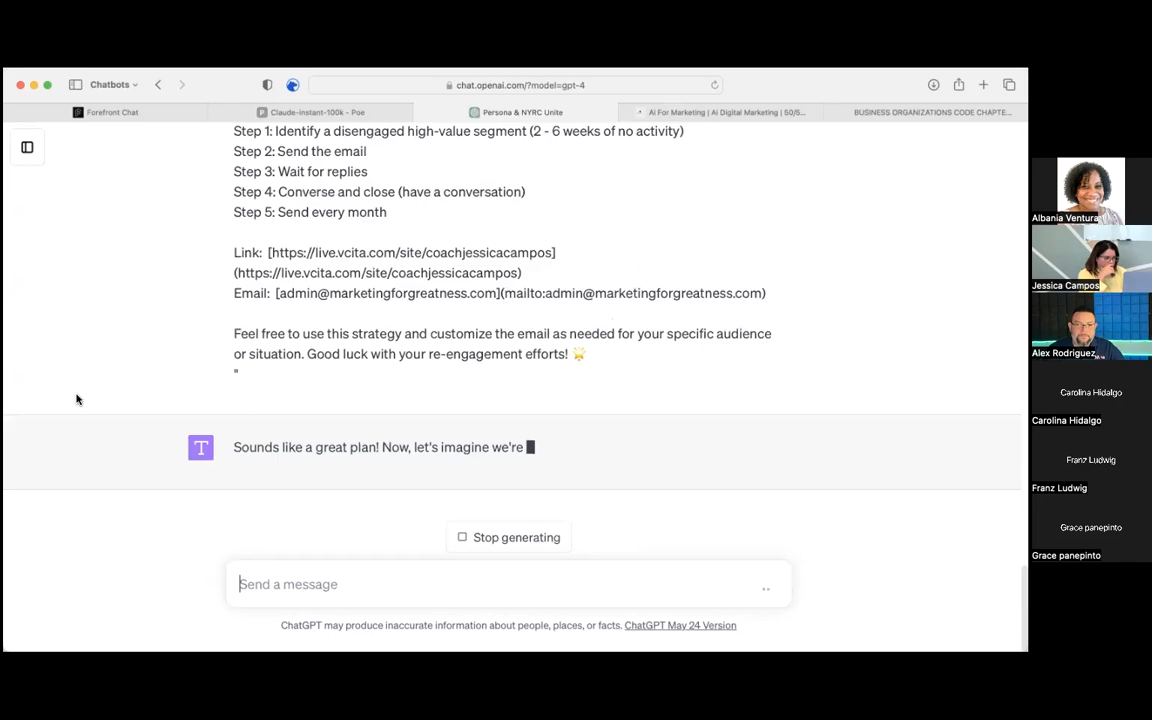 Chatbots
chat.openai.com/?model=gpt-4
Forefront Chat
Claude-instant-100k - Poe
Persona & NYRC Unite
Ai For Marketing | Ai Digital Marketing | 50/5...
BUSINESS ORGANIZATIONS CODE CHAPTE...
Step 1: Identify a disengaged high-value segment (2 - 6 weeks of no activity)
Step 2: Send the email
Step 3: Wait for replies
Step 4: Converse and close (have a conversation)
Step 5: Send every month
Link: [https://live.vcita.com/site/coachjessicacampos]
(https://live.vcita.com/site/coachjessicacampos)
Email: [admin@marketingforgreatness.com](mailto:admin@marketingforgreatness.com)
Feel free to use this strategy and customize the email as needed for your specific audience
or situation. Good luck with your re-engagement efforts! 🌟
"
T
Sounds like a great plan! Now, let's imagine we're
Stop generating
Send a message
ChatGPT may produce inaccurate information about people, places, or facts. ChatGPT May 24 Version
Albania Ventura
Jessica Campos
Alex Rodriguez
Carolina Hidalgo
Carolina Hidalgo
Franz Ludwig
Franz Ludwig
Grace panepinto
Grace panepinto